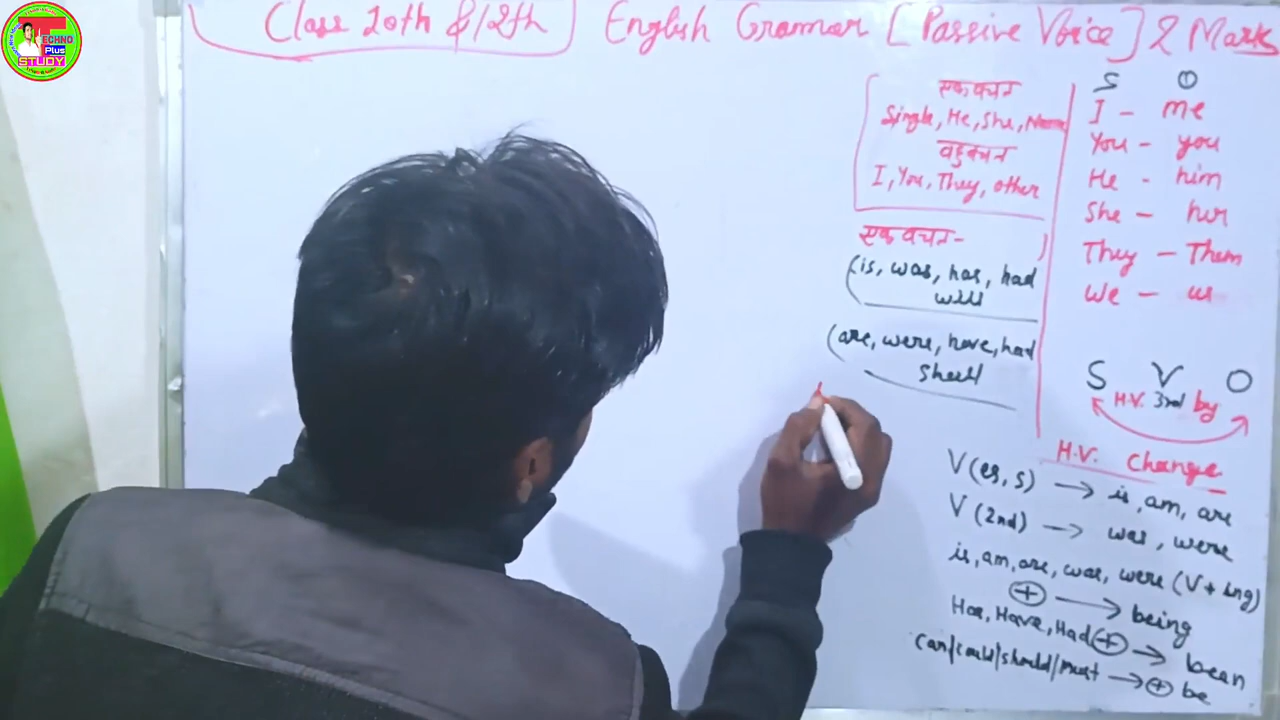 TECHNO
Plus
STUDY
Class 10th & 12th English Grammar [Passive Voice] 2 Marks
एकवचन
Single, He, She, Name
बहुवचन
I, You, They, other
एकवचन-
(is, was, has, had
will
(are, were, have, had
Shall
S O
I - me
You - you
He - him
She - her
They - Them
We - us
S V O
H.V. 3rd by
H.V. Change
V (es, s) → is, am, are
V (2nd) → was, were
is, am, are, was, were (V + ing)
+ → being
Has, Have, Had + → bean
can/could/should/must → + be